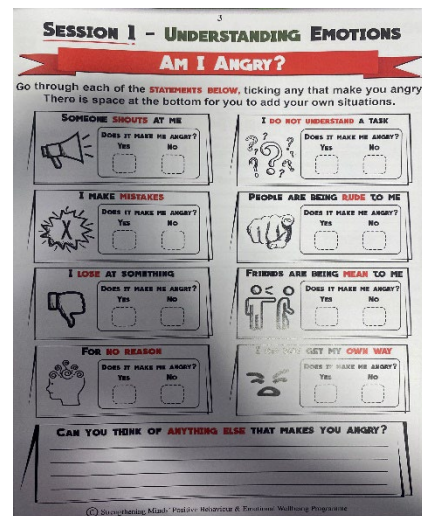 3
SESSION 1 - UNDERSTANDING EMOTIONS
AM I ANGRY?
Go through each of the STATEMENTS BELOW, ticking any that make you angry
There is space at the bottom for you to add your own situations.
SOMEONE SHOUTS AT ME
DOES IT MAKE ME ANGRY?
YES NO
I DO NOT UNDERSTAND A TASK
DOES IT MAKE ME ANGRY?
YES NO
I MAKE MISTAKES
DOES IT MAKE ME ANGRY?
YES NO
X
PEOPLE ARE BEING RUDE TO ME
DOES IT MAKE ME ANGRY?
YES NO
I LOSE AT SOMETHING
DOES IT MAKE ME ANGRY?
YES NO
FRIENDS ARE BEING MEAN TO ME
DOES IT MAKE ME ANGRY?
YES NO
FOR NO REASON
DOES IT MAKE ME ANGRY?
YES NO
I GET MY OWN WAY
DOES IT MAKE ME ANGRY?
YES NO
CAN YOU THINK OF ANYTHING ELSE THAT MAKES YOU ANGRY?
© Strengthening Minds' Positive Behaviour & Emotional Wellbeing Programme